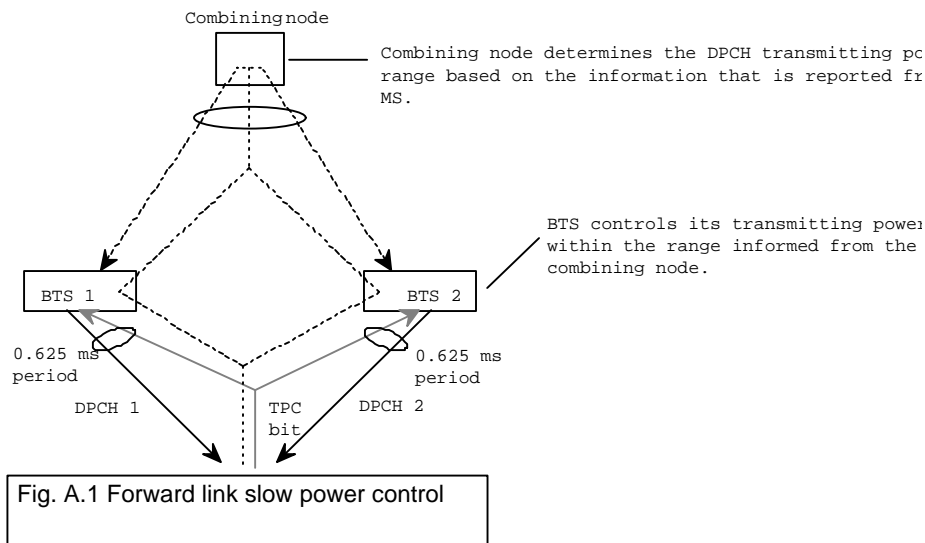 Combining node
Combining node determines the DPCH transmitting
range based on the information that is reported
MS.
BTS controls its transmitting power
within the range informed from the
combining node.
BTS 1
BTS 2
0.625 ms
period
0.625 ms
period
DPCH 1
TPC
bit
DPCH 2
Fig. A.1 Forward link slow power control